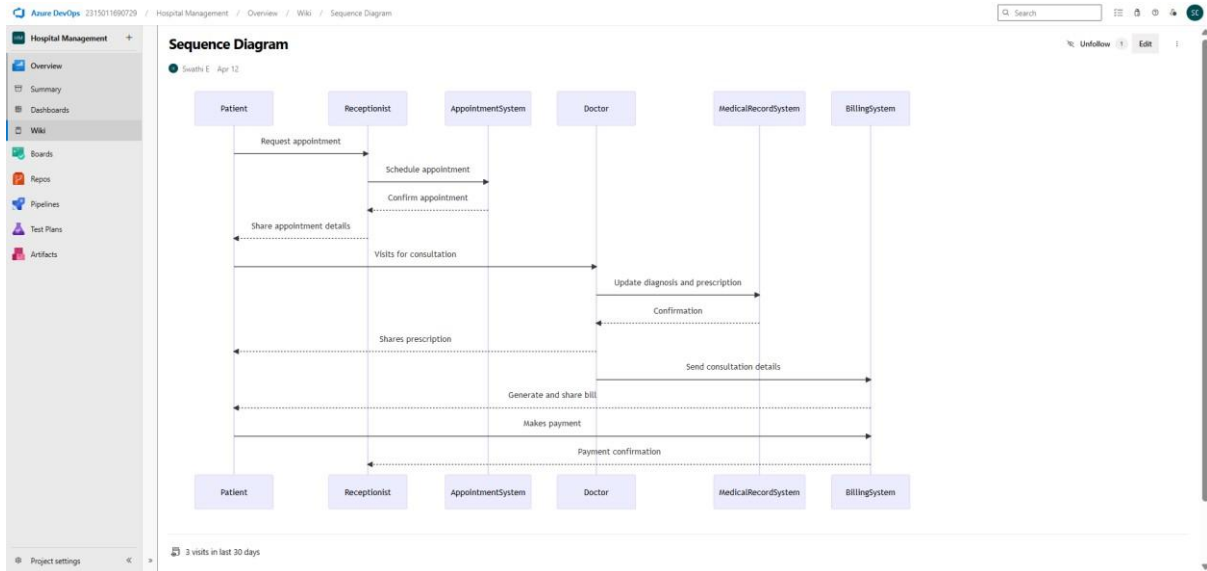 Azure DevOps 2315011690729 / Hospital Management / Overview / Wiki / Sequence Diagram
Search
SE
HM Hospital Management +
Overview
Summary
Dashboards
Wiki
Boards
Repos
Pipelines
Test Plans
Artifacts
Project settings
Sequence Diagram
Unfollow 1 Edit
Swathi E Apr 12
Patient Receptionist AppointmentSystem Doctor MedicalRecordSystem BillingSystem
Request appointment
Schedule appointment
Confirm appointment
Share appointment details
Visits for consultation
Update diagnosis and prescription
Confirmation
Shares prescription
Send consultation details
Generate and share bill
Makes payment
Payment confirmation
Patient Receptionist AppointmentSystem Doctor MedicalRecordSystem BillingSystem
3 visits in last 30 days